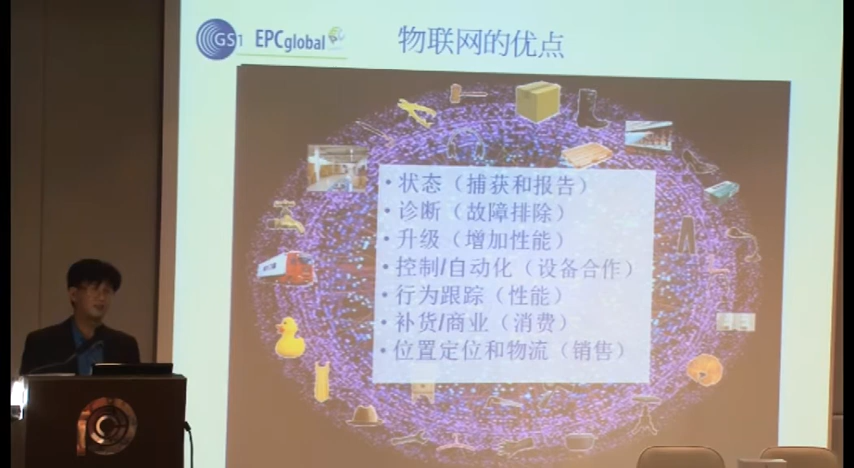 GS1 EPCglobal
物联网的优点
• 状态（捕获和报告）
• 诊断（故障排除）
• 升级（增加性能）
• 控制/自动化（设备合作）
• 行为跟踪（性能）
• 补货/商业（消费）
• 位置定位和物流（销售）